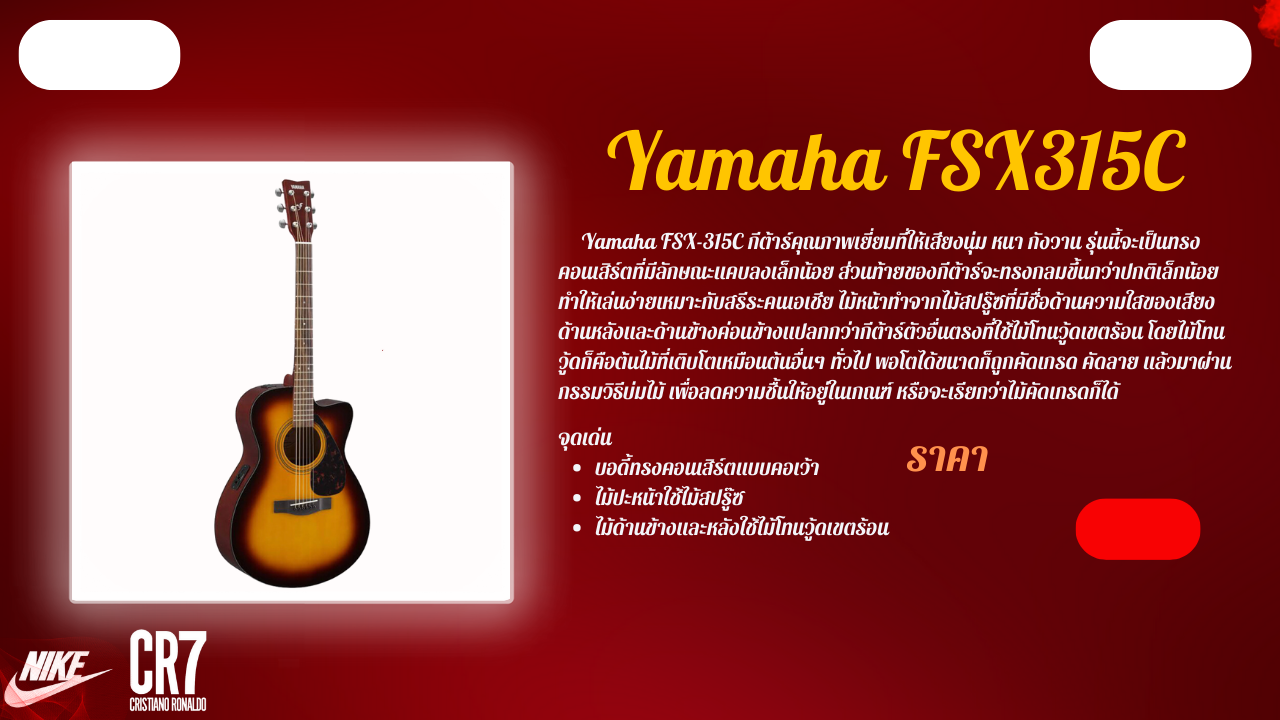 Yamaha FSX315C
YAMAHA
Yamaha FSX-315C กีต้าร์คุณภาพเยี่ยมที่ให้เสียงนุ่ม หนา กังวาน รุ่นนี้จะเป็นทรง
คอนเสิร์ตที่มีลักษณะแคบลงเล็กน้อย ส่วนท้ายของกีต้าร์จะทรงกลมขึ้นกว่าปกติเล็กน้อย
ทำให้เล่นง่ายเหมาะกับสรีระคนเอเชีย ไม้หน้าทำจากไม้สปรู๊ซที่มีชื่อด้านความใสของเสียง
ด้านหลังและด้านข้างค่อนข้างแปลกกว่ากีต้าร์ตัวอื่นตรงที่ใช้ไม้โทนวู้ดเขตร้อน โดยไม้โทน
วู้ดก็คือต้นไม้ที่เติบโตเหมือนต้นอื่นๆ ทั่วไป พอโตได้ขนาดก็ถูกคัดเกรด คัดลาย แล้วมาผ่าน
กรรมวิธีบ่มไม้ เพื่อลดความชื้นให้อยู่ในเกณฑ์ หรือจะเรียกว่าไม้คัดเกรดก็ได้
จุดเด่น
• บอดี้ทรงคอนเสิร์ตแบบคอเว้า
• ไม้ปะหน้าใช้ไม้สปรู๊ซ
• ไม้ด้านข้างและหลังใช้ไม้โทนวู้ดเขตร้อน
ราคา
NIKE
CR7
CRISTIANO RONALDO